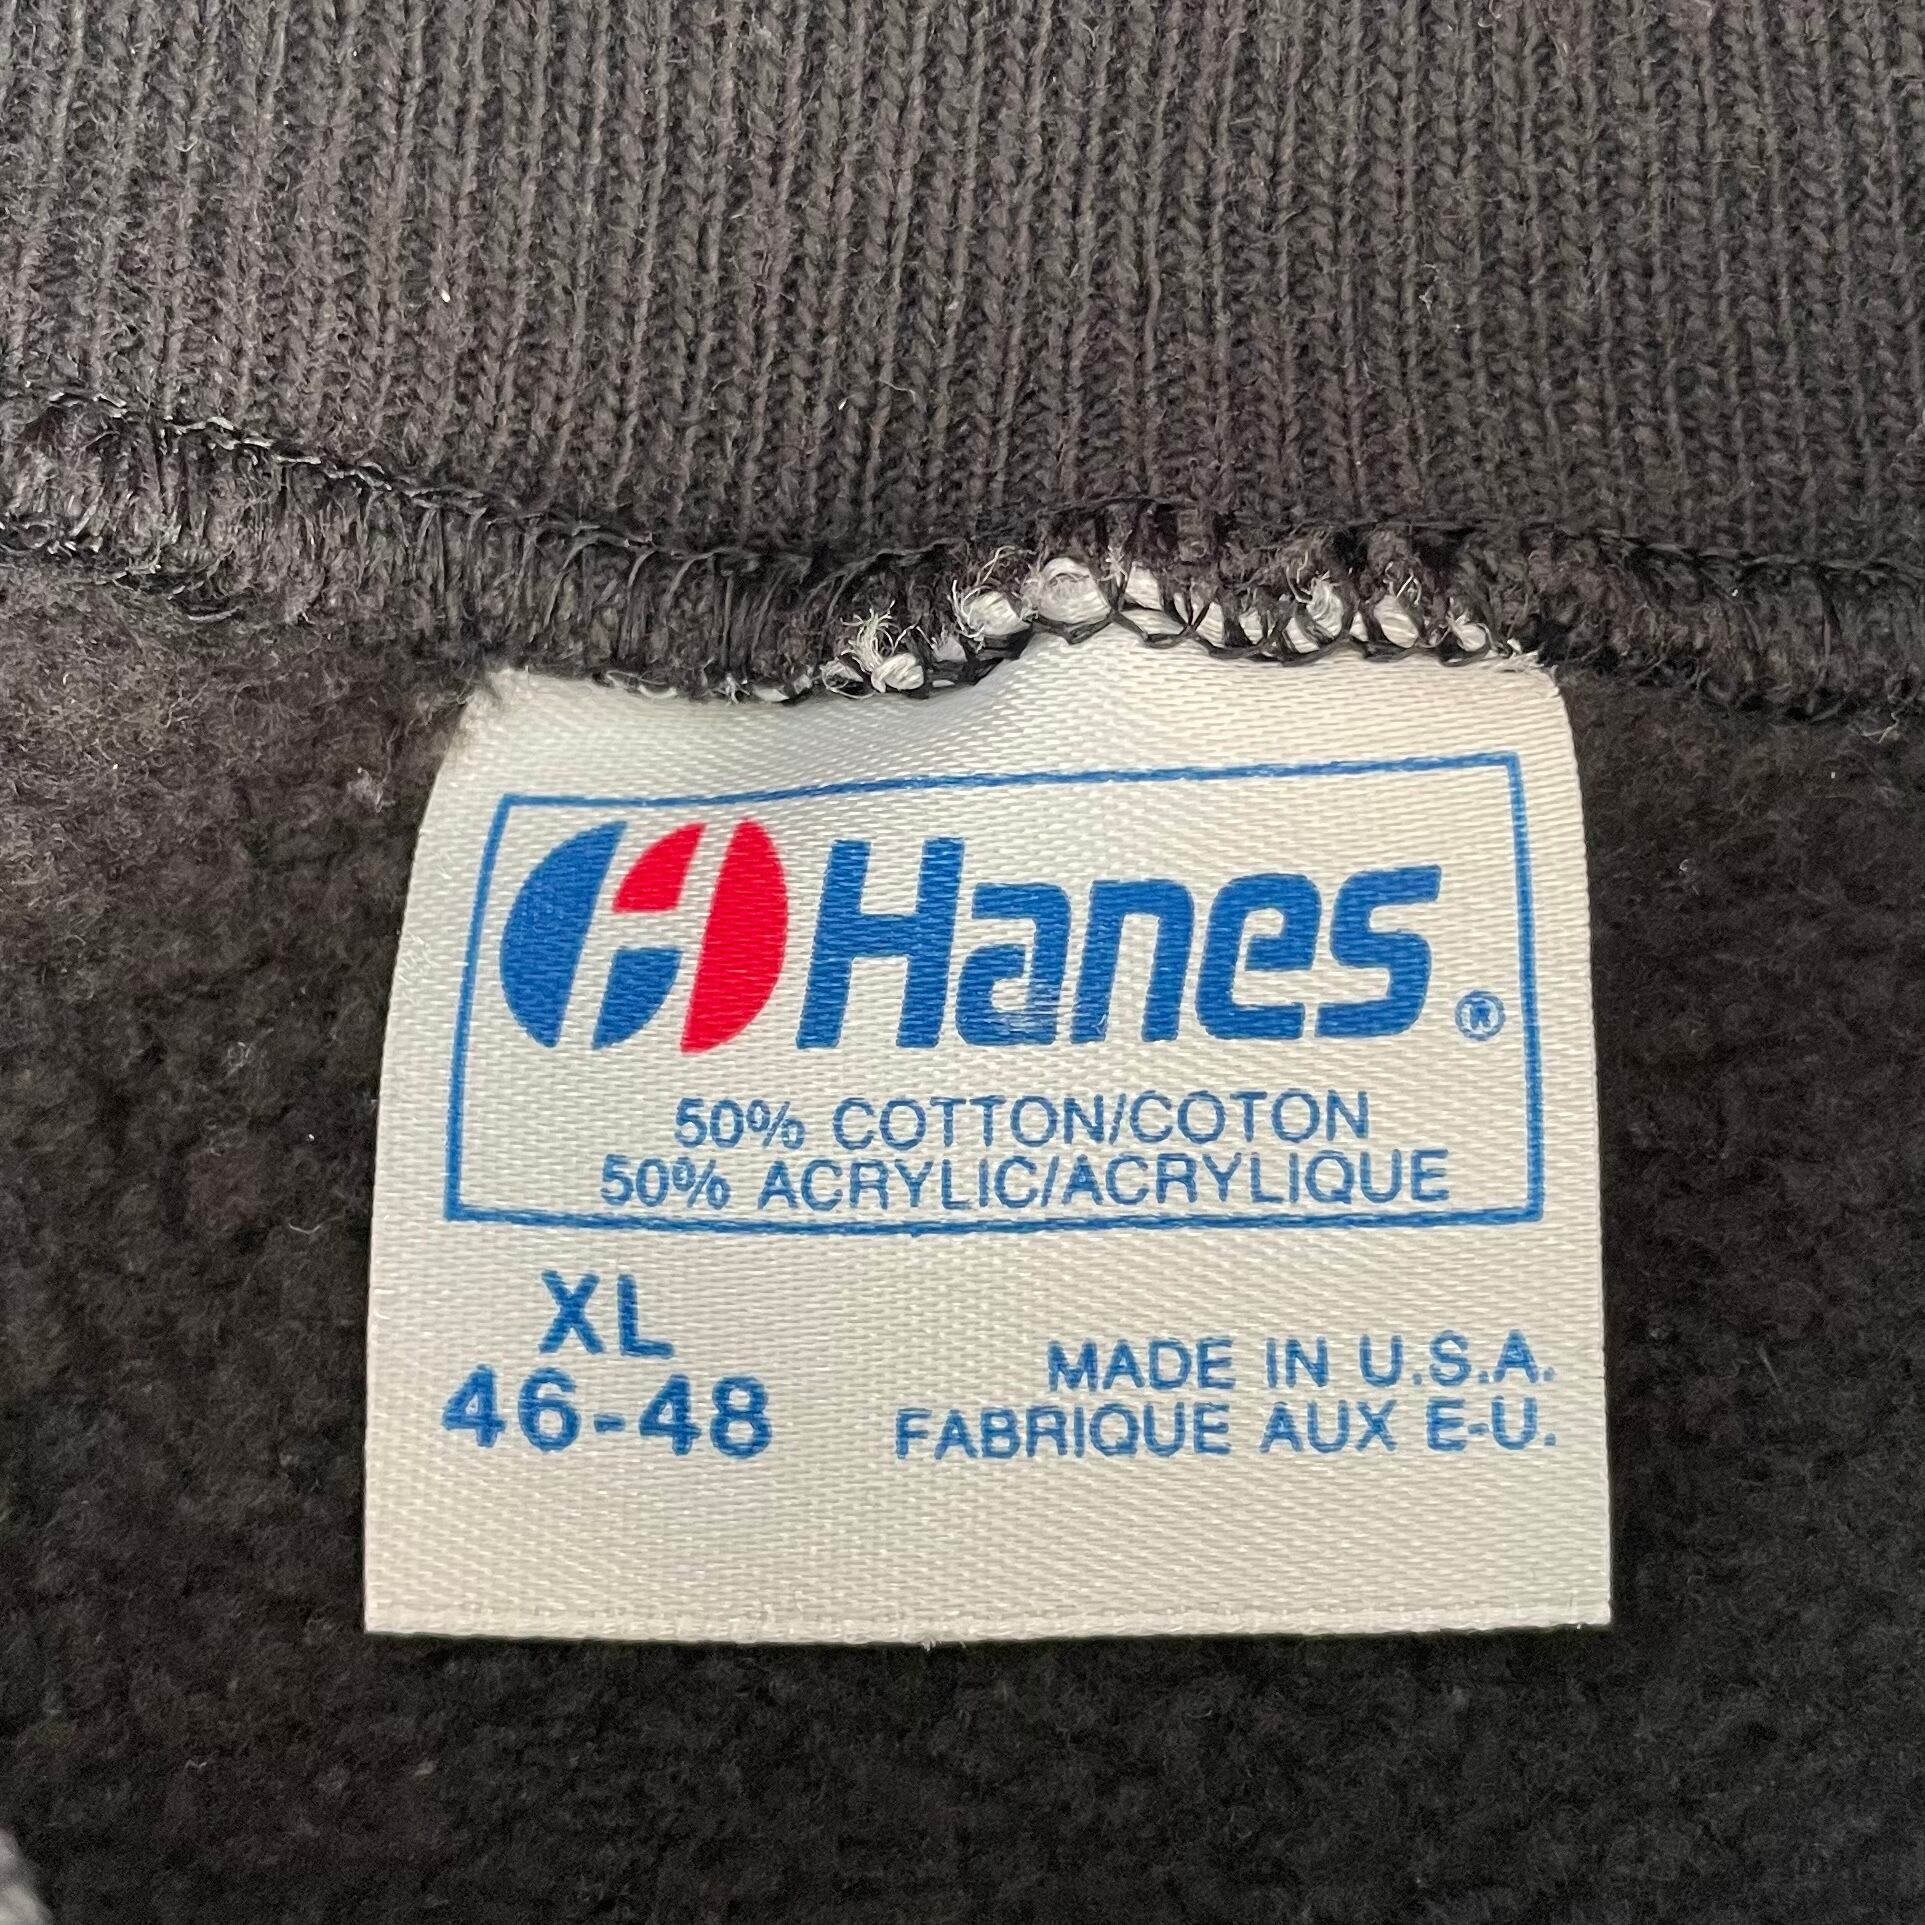 Hanes®
50% COTTON/COTON
50% ACRYLIC/ACRYLIQUE
XL
46-48
MADE IN U.S.A.
FABRIQUE AUX E-U.